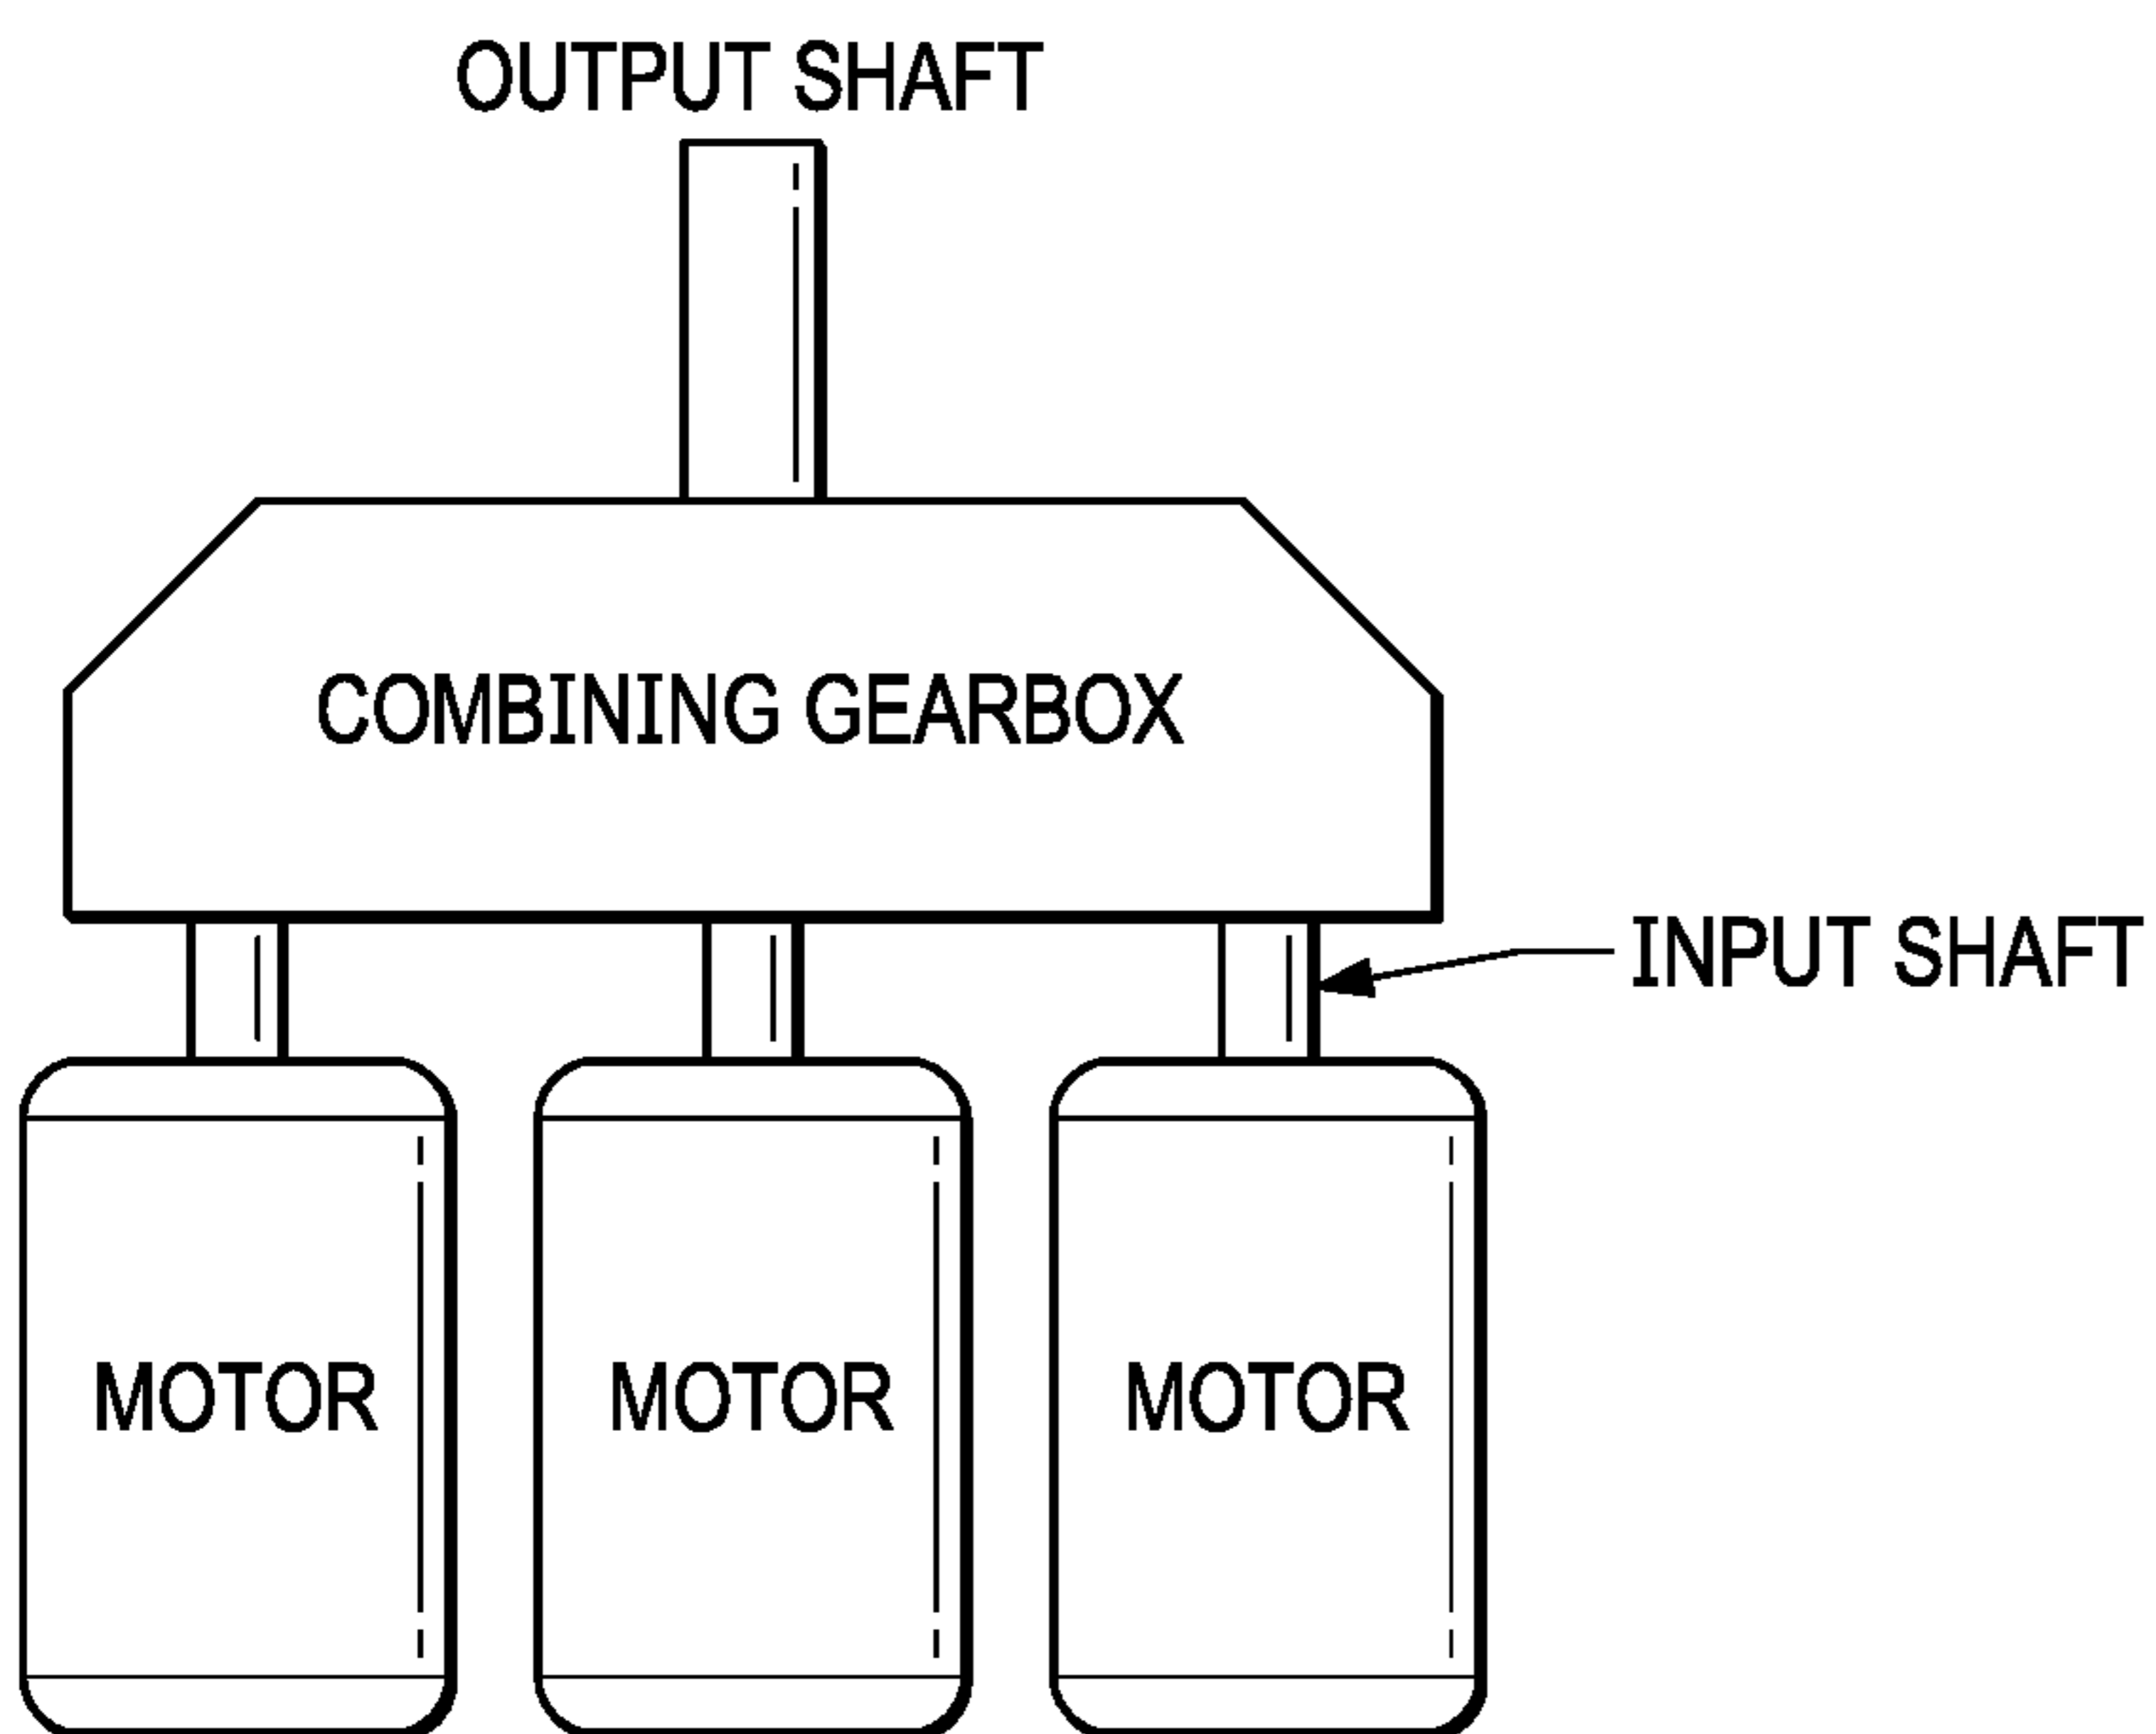 OUTPUT SHAFT
COMBINING GEARBOX
INPUT SHAFT
MOTOR
MOTOR
MOTOR